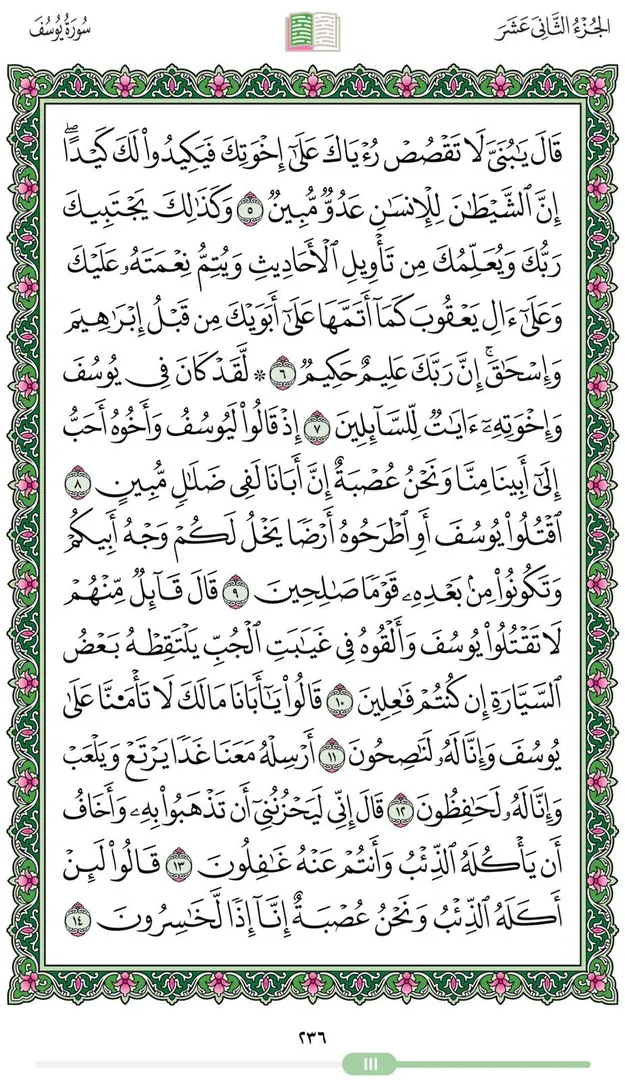 الجُزْءُ الثَّانِي عَشَرَ
سُورَةُ يُوسُفَ
قَالَ يَٰبُنَيَّ لَا تَقْصُصْ رُءْيَاكَ عَلَىٰٓ إِخْوَتِكَ فَيَكِيدُواْ لَكَ كَيْدًاۖ
إِنَّ ٱلشَّيْطَٰنَ لِلْإِنسَٰنِ عَدُوٌّ مُّبِينٌ ٥ وَكَذَٰلِكَ يَجْتَبِيكَ
رَبُّكَ وَيُعَلِّمُكَ مِن تَأْوِيلِ ٱلْأَحَادِيثِ وَيُتِمُّ نِعْمَتَهُۥ عَلَيْكَ
وَعَلَىٰٓ ءَالِ يَعْقُوبَ كَمَآ أَتَمَّهَا عَلَىٰٓ أَبَوَيْكَ مِن قَبْلُ إِبْرَٰهِيمَ
وَإِسْحَٰقَۚ إِنَّ رَبَّكَ عَلِيمٌ حَكِيمٌ ٦ ۞ لَّقَدْ كَانَ فِي يُوسُفَ
وَإِخْوَتِهِۦٓ ءَايَٰتٌ لِّلسَّآئِلِينَ ٧ إِذْ قَالُواْ لَيُوسُفُ وَأَخُوهُ أَحَبُّ
إِلَىٰٓ أَبِينَا مِنَّا وَنَحْنُ عُصْبَةٌ إِنَّ أَبَانَا لَفِي ضَلَٰلٍ مُّبِينٍ ٨
ٱقْتُلُواْ يُوسُفَ أَوِ ٱطْرَحُوهُ أَرْضًا يَخْلُ لَكُمْ وَجْهُ أَبِيكُمْ
وَتَكُونُواْ مِنۢ بَعْدِهِۦ قَوْمًا صَٰلِحِينَ ٩ قَالَ قَآئِلٌ مِّنْهُمْ
لَا تَقْتُلُواْ يُوسُفَ وَأَلْقُوهُ فِي غَيَٰبَتِ ٱلْجُبِّ يَلْتَقِطْهُ بَعْضُ
ٱلسَّيَّارَةِ إِن كُنتُمْ فَٰعِلِينَ ١٠ قَالُواْ يَٰٓأَبَانَا مَالَكَ لَا تَأْمَ۫نَّا عَلَىٰ
يُوسُفَ وَإِنَّا لَهُۥ لَنَٰصِحُونَ ١١ أَرْسِلْهُ مَعَنَا غَدًا يَرْتَعْ وَيَلْعَبْ
وَإِنَّا لَهُۥ لَحَٰفِظُونَ ١٢ قَالَ إِنِّي لَيَحْزُنُنِيٓ أَن تَذْهَبُواْ بِهِۦ وَأَخَافُ
أَن يَأْكُلَهُ ٱلذِّئْبُ وَأَنتُمْ عَنْهُ غَٰفِلُونَ ١٣ قَالُواْ لَئِنْ
أَكَلَهُ ٱلذِّئْبُ وَنَحْنُ عُصْبَةٌ إِنَّآ إِذًا لَّخَٰسِرُونَ ١٤
٢٣٦